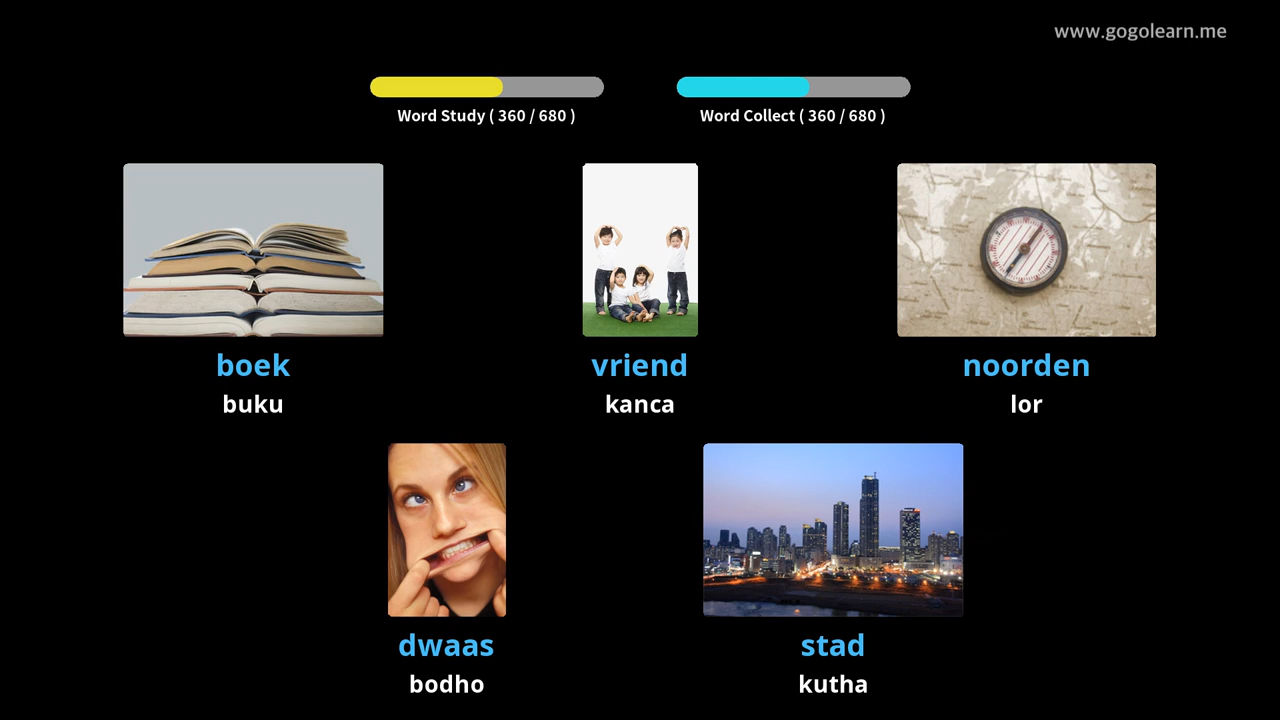 www.gogolearn.me
Word Study ( 360 / 680 )
Word Collect ( 360 / 680 )
boek
buku
vriend
kanca
noorden
lor
dwaas
bodho
stad
kutha